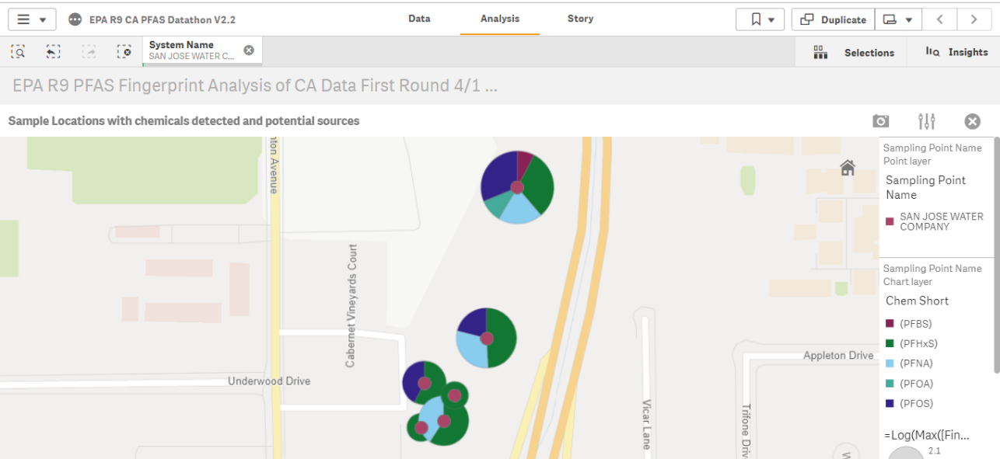 EPA R9 CA PFAS Datathon V2.2
Data
Analysis
Story
Duplicate
System Name
SAN JOSE WATER C...
Selections
Insights
EPA R9 PFAS Fingerprint Analysis of CA Data First Round 4/1 ...
Sample Locations with chemicals detected and potential sources
nton Avenue
Cabernet Vineyards Court
Underwood Drive
Appleton Drive
Vicar Lane
Trifone Driv
W
Sampling Point Name
Point layer
Sampling Point
Name
SAN JOSE WATER
COMPANY
Sampling Point Name
Chart layer
Chem Short
(PFBS)
(PFHxS)
(PFNA)
(PFOA)
(PFOS)
=Log(Max([Fin...
2.1